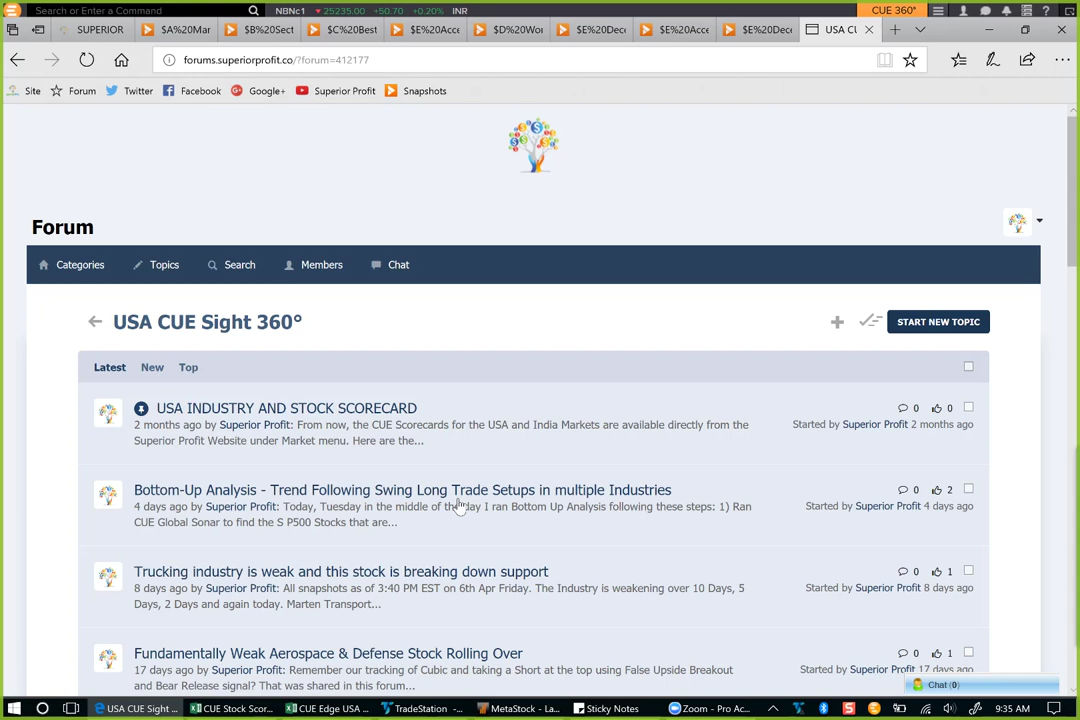 Search or Enter a Command
NBNc1 25235.00 +50.70 +0.20% INR
CUE 360°
SUPERIOR $A%20Mar $B%20Sect $C%20Best $E%20Acce $D%20Wo $E%20Dec $E%20Acce $E%20Dec USA CU
forums.superiorprofit.co/?forum=412177
Site Forum Twitter Facebook Google+ Superior Profit Snapshots
Forum
Categories Topics Search Members Chat
USA CUE Sight 360°
START NEW TOPIC
Latest New Top
USA INDUSTRY AND STOCK SCORECARD
0 0
2 months ago by Superior Profit: From now, the CUE Scorecards for the USA and India Markets are available directly from the
Started by Superior Profit 2 months ago
Superior Profit Website under Market menu. Here are the...
Bottom-Up Analysis - Trend Following Swing Long Trade Setups in multiple Industries
0 2
4 days ago by Superior Profit: Today, Tuesday in the middle of the day I ran Bottom Up Analysis following these steps: 1) Ran
Started by Superior Profit 4 days ago
CUE Global Sonar to find the S P500 Stocks that are...
Trucking industry is weak and this stock is breaking down support
0 1
8 days ago by Superior Profit: All snapshots as of 3:40 PM EST on 6th Apr Friday. The Industry is weakening over 10 Days, 5
Started by Superior Profit 8 days ago
Days, 2 Days and again today. Marten Transport...
Fundamentally Weak Aerospace & Defense Stock Rolling Over
0 1
17 days ago by Superior Profit: Remember our tracking of Cubic and taking a Short at the top using False Upside Breakout
Started by Superior Profit 17 days ago
and Bear Release signal? That was shared in this forum...
Chat (0)
USA CUE Sight ... CUE Stock Scor... CUE Edge USA ... TradeStation -... MetaStock - La... Sticky Notes Zoom - Pro Ac... 9:35 AM